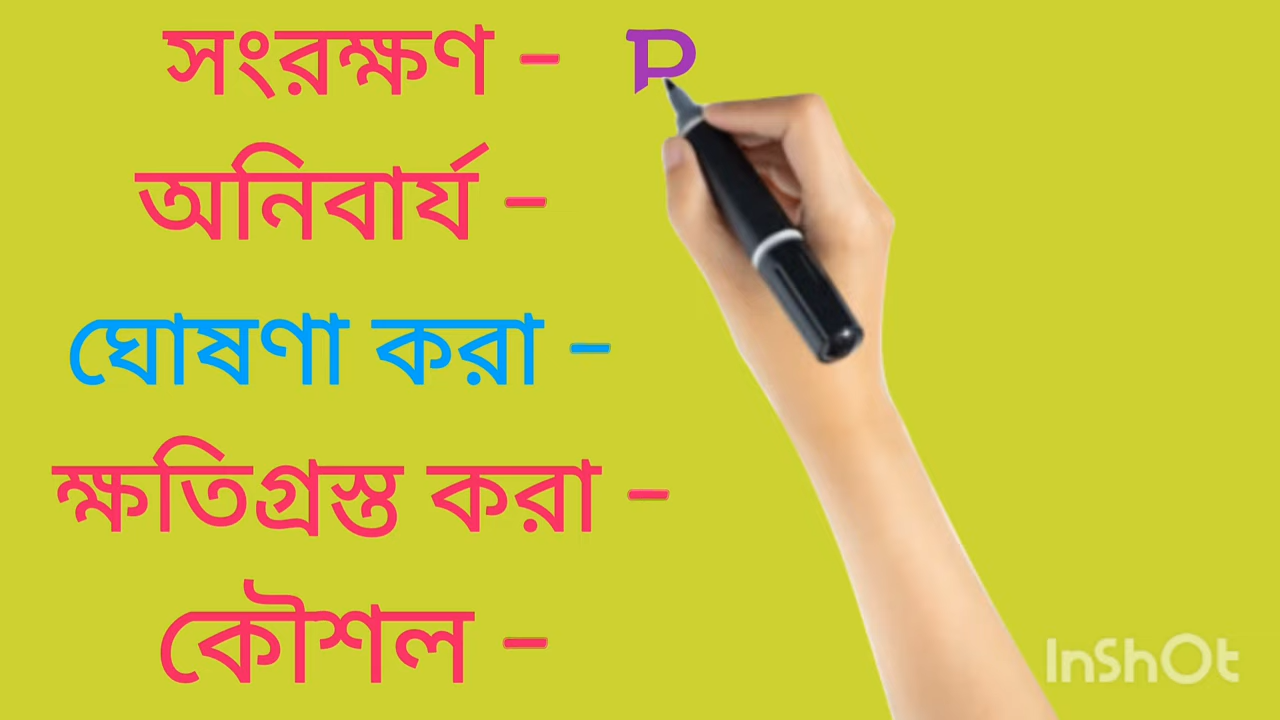 সংরক্ষণ - P
অনিবার্য -
ঘোষণা করা -
ক্ষতিগ্রস্ত করা -
কৌশল -
InShOt